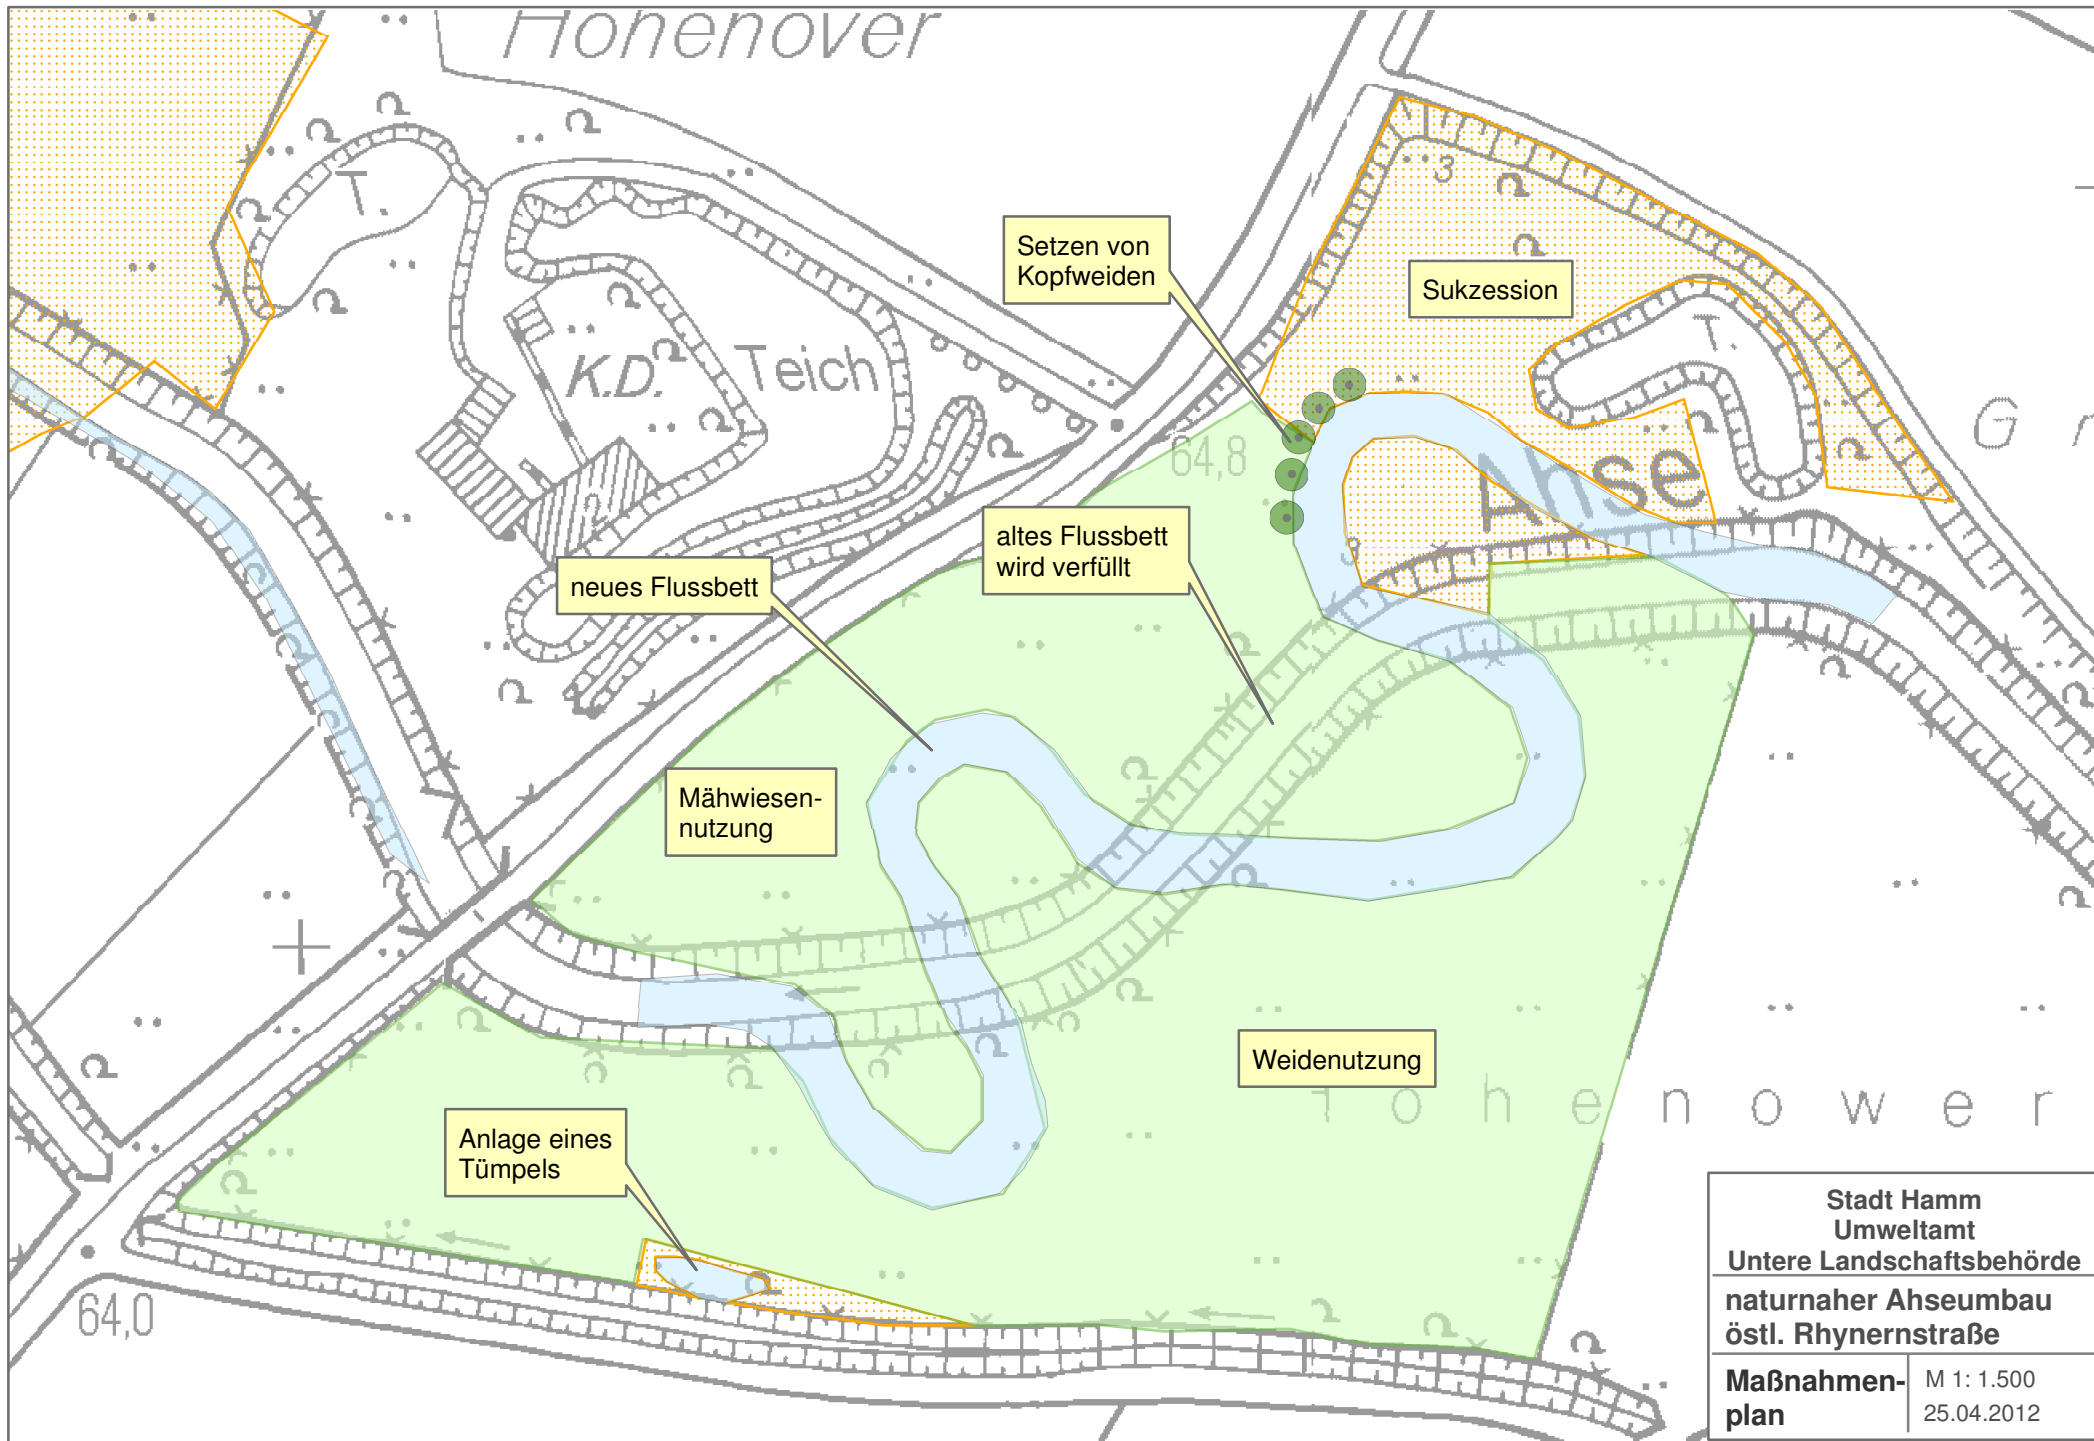 Hohenover
T.
3
Setzen von
Kopfweiden
Sukzession
T.
K.D.
Teich
G r
64,8
Ahse
altes Flussbett
wird verfüllt
neues Flussbett
Mähwiesen-
nutzung
Weidenutzung
ohenower
Anlage eines
Tümpels
64,0
Stadt Hamm
Umweltamt
Untere Landschaftsbehörde
naturnaher Ahseumbau
östl. Rhynernstraße
Maßnahmen-
plan
M 1: 1.500
25.04.2012